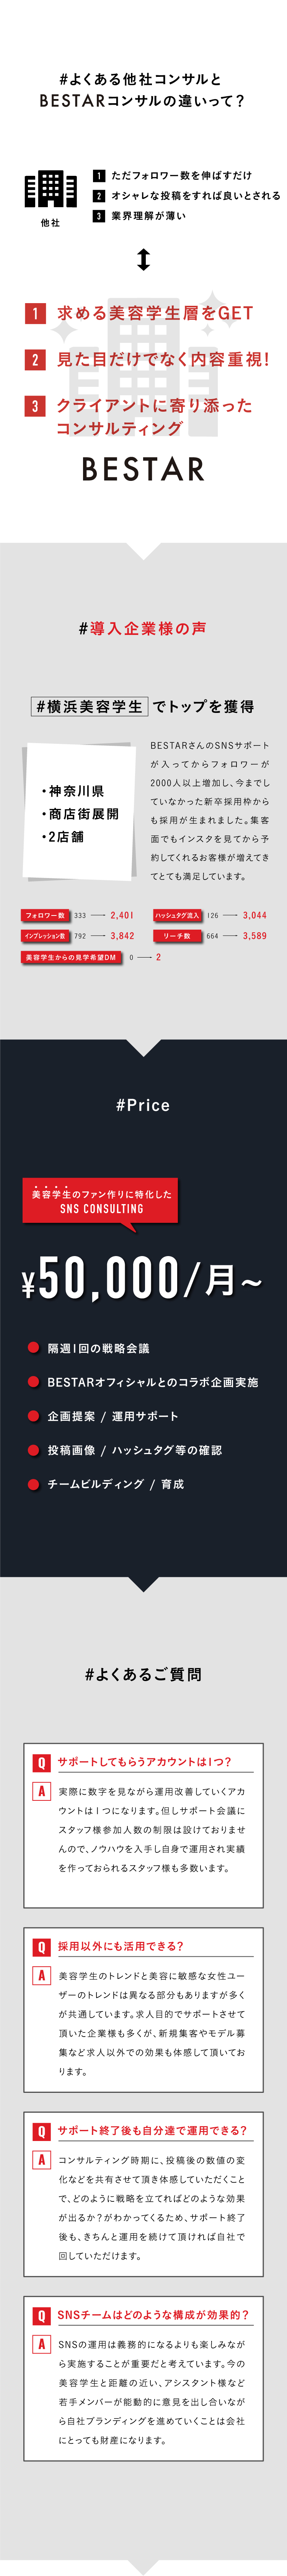 #よくある他社コンサルと
BESTARコンサルの違いって？
1 ただフォロワー数を伸ばすだけ
2 オシャレな投稿をすれば良いとされる
3 業界理解が薄い
他社
1 求める美容学生層をGET
2 見た目だけでなく内容重視!
3 クライアントに寄り添った
コンサルティング
BESTAR
#導入企業様の声
#横浜美容学生 でトップを獲得
・神奈川県
・商店街展開
・2店舗
BESTARさんのSNSサポート
が入ってからフォロワーが
2000人以上増加し、今までし
ていなかった新卒採用枠から
も採用が生まれました。集客
面でもインスタを見てから予
約してくれるお客様が増えてき
てとても満足しています。
フォロワー数 333 → 2,401
ハッシュタグ流入 126 → 3,044
インプレッション数 792 → 3,842
リーチ数 664 → 3,589
美容学生からの見学希望DM 0 → 2
#Price
美容学生のファン作りに特化した
SNS CONSULTING
¥50,000/月~
隔週1回の戦略会議
BESTARオフィシャルとのコラボ企画実施
企画提案 / 運用サポート
投稿画像 / ハッシュタグ等の確認
チームビルディング / 育成
#よくあるご質問
Q サポートしてもらうアカウントは1つ？
A 実際に数字を見ながら運用改善していくアカ
ウントは1つになります。但しサポート会議に
スタッフ様参加人数の制限は設けておりませ
んので、ノウハウを入手し自身で運用され実績
を作っておられるスタッフ様も多数います。
Q 採用以外にも活用できる？
A 美容学生のトレンドと美容に敏感な女性ユー
ザーのトレンドは異なる部分もありますが多く
が共通しています。求人目的でサポートさせて
頂いた企業様も多くが、新規集客やモデル募
集など求人以外での効果も体感して頂いてお
ります。
Q サポート終了後も自分達で運用できる？
A コンサルティング時期に、投稿後の数値の変
化などを共有させて頂き体感していただくこと
で、どのように戦略を立てればどのような効果
が出るか？がわかってくるため、サポート終了
後も、きちんと運用を続けて頂ければ自社で
回していただけます。
Q SNSチームはどのような構成が効果的？
A SNSの運用は義務的になるよりも楽しみなが
ら実施することが重要だと考えています。今の
美容学生と距離の近い、アシスタント様など
若手メンバーが能動的に意見を出し合いなが
ら自社ブランディングを進めていくことは会社
にとっても財産になります。